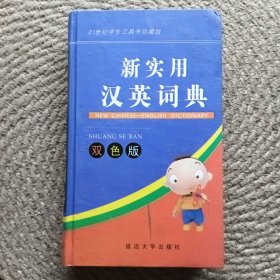 21世纪学生工具书珍藏版
新实用
汉英词典
NEW CHINESE-ENGLISH DICTIONARY
SHUANG SE BAN
双色版
延边大学出版社